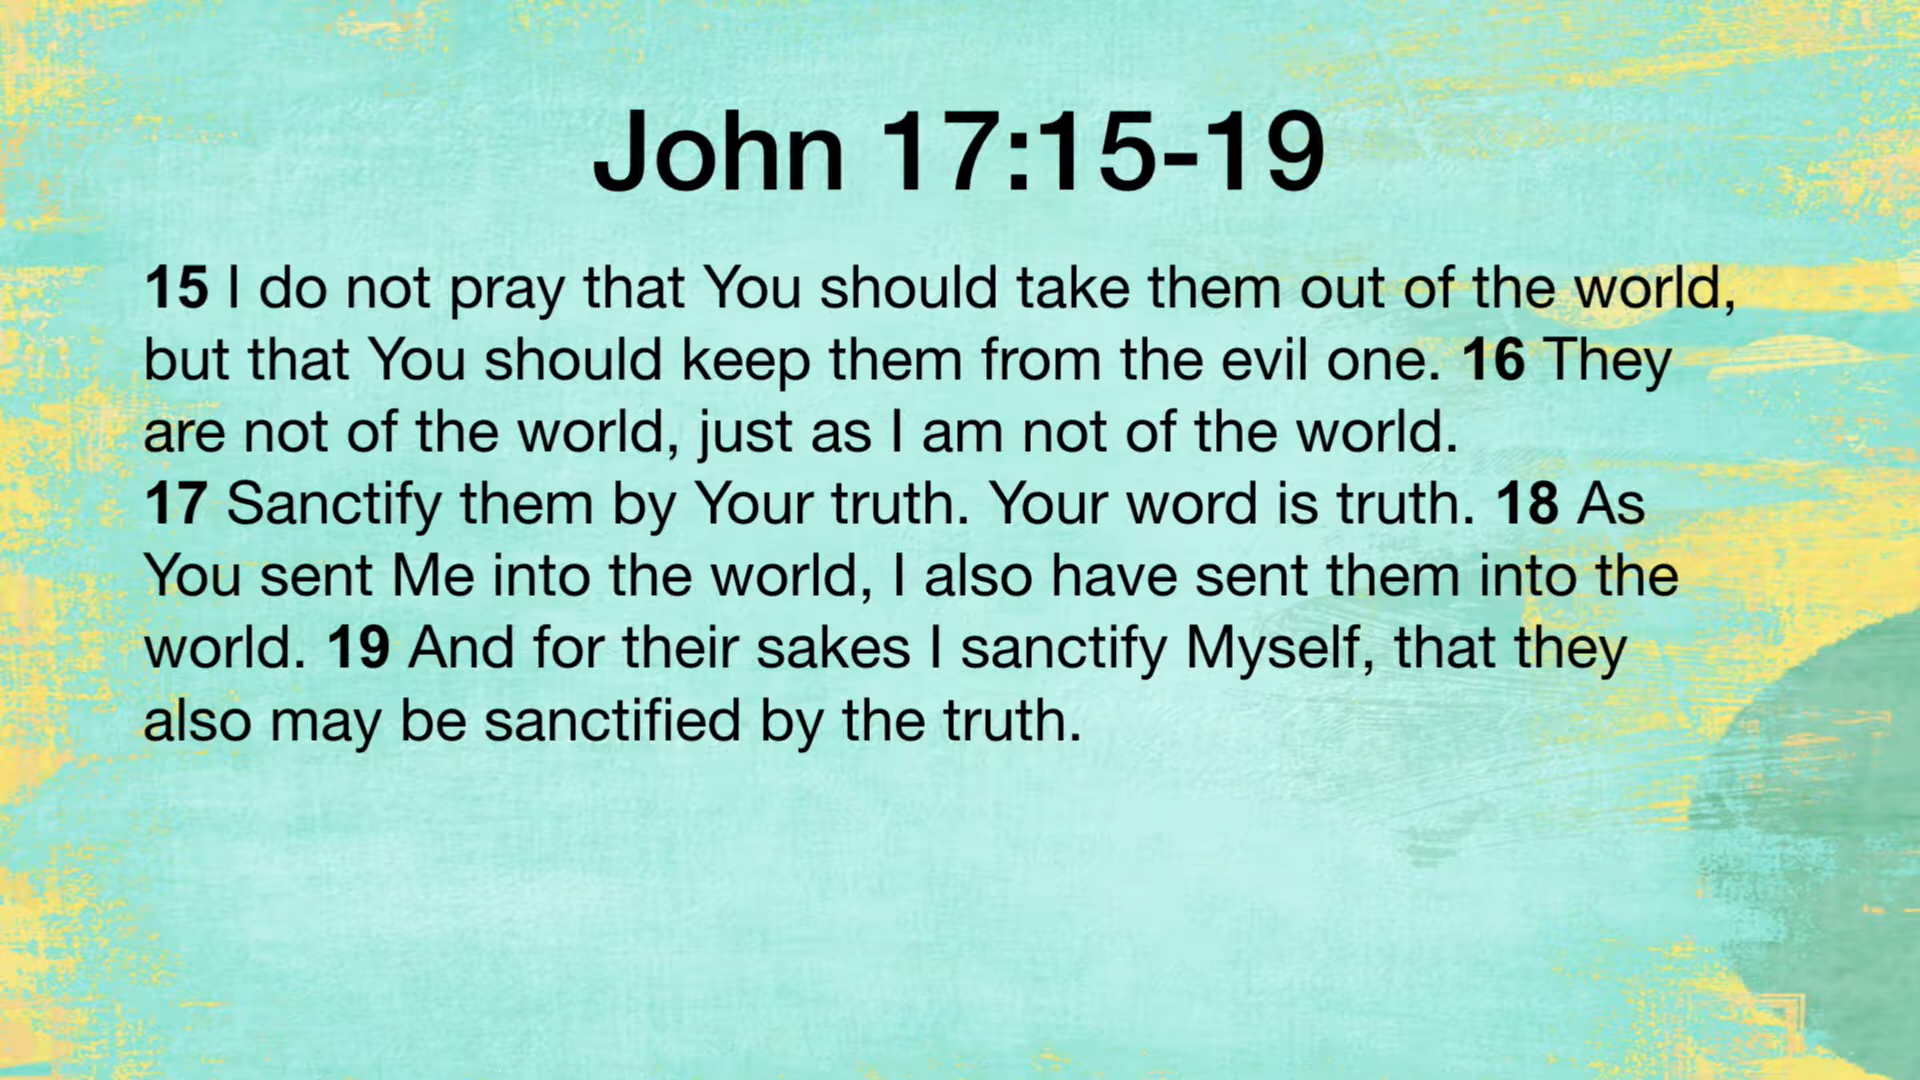 John 17:15-19
15 I do not pray that You should take them out of the world,
but that You should keep them from the evil one. 16 They
are not of the world, just as I am not of the world.
17 Sanctify them by Your truth. Your word is truth. 18 As
You sent Me into the world, I also have sent them into the
world. 19 And for their sakes I sanctify Myself, that they
also may be sanctified by the truth.